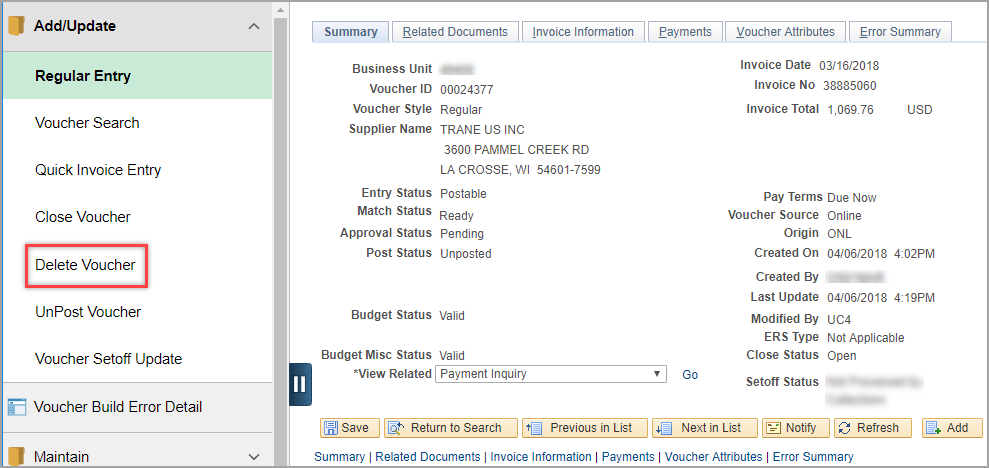 Add/Update
Regular Entry
Voucher Search
Quick Invoice Entry
Close Voucher
Delete Voucher
UnPost Voucher
Voucher Setoff Update
Voucher Build Error Detail
Maintain
Summary Related Documents Invoice Information Payments Voucher Attributes Error Summary
Business Unit
Voucher ID 00024377
Voucher Style Regular
Supplier Name TRANE US INC
3600 PAMMEL CREEK RD
LA CROSSE, WI 54601-7599
Entry Status Postable
Match Status Ready
Approval Status Pending
Post Status Unposted
Budget Status Valid
Budget Misc Status Valid
*View Related Payment Inquiry Go
Invoice Date 03/16/2018
Invoice No 38885060
Invoice Total 1,069.76 USD
Pay Terms Due Now
Voucher Source Online
Origin ONL
Created On 04/06/2018 4:02PM
Created By
Last Update 04/06/2018 4:19PM
Modified By UC4
ERS Type Not Applicable
Close Status Open
Setoff Status
Save Return to Search Previous in List Next in List Notify Refresh Add
Summary | Related Documents | Invoice Information | Payments | Voucher Attributes | Error Summary